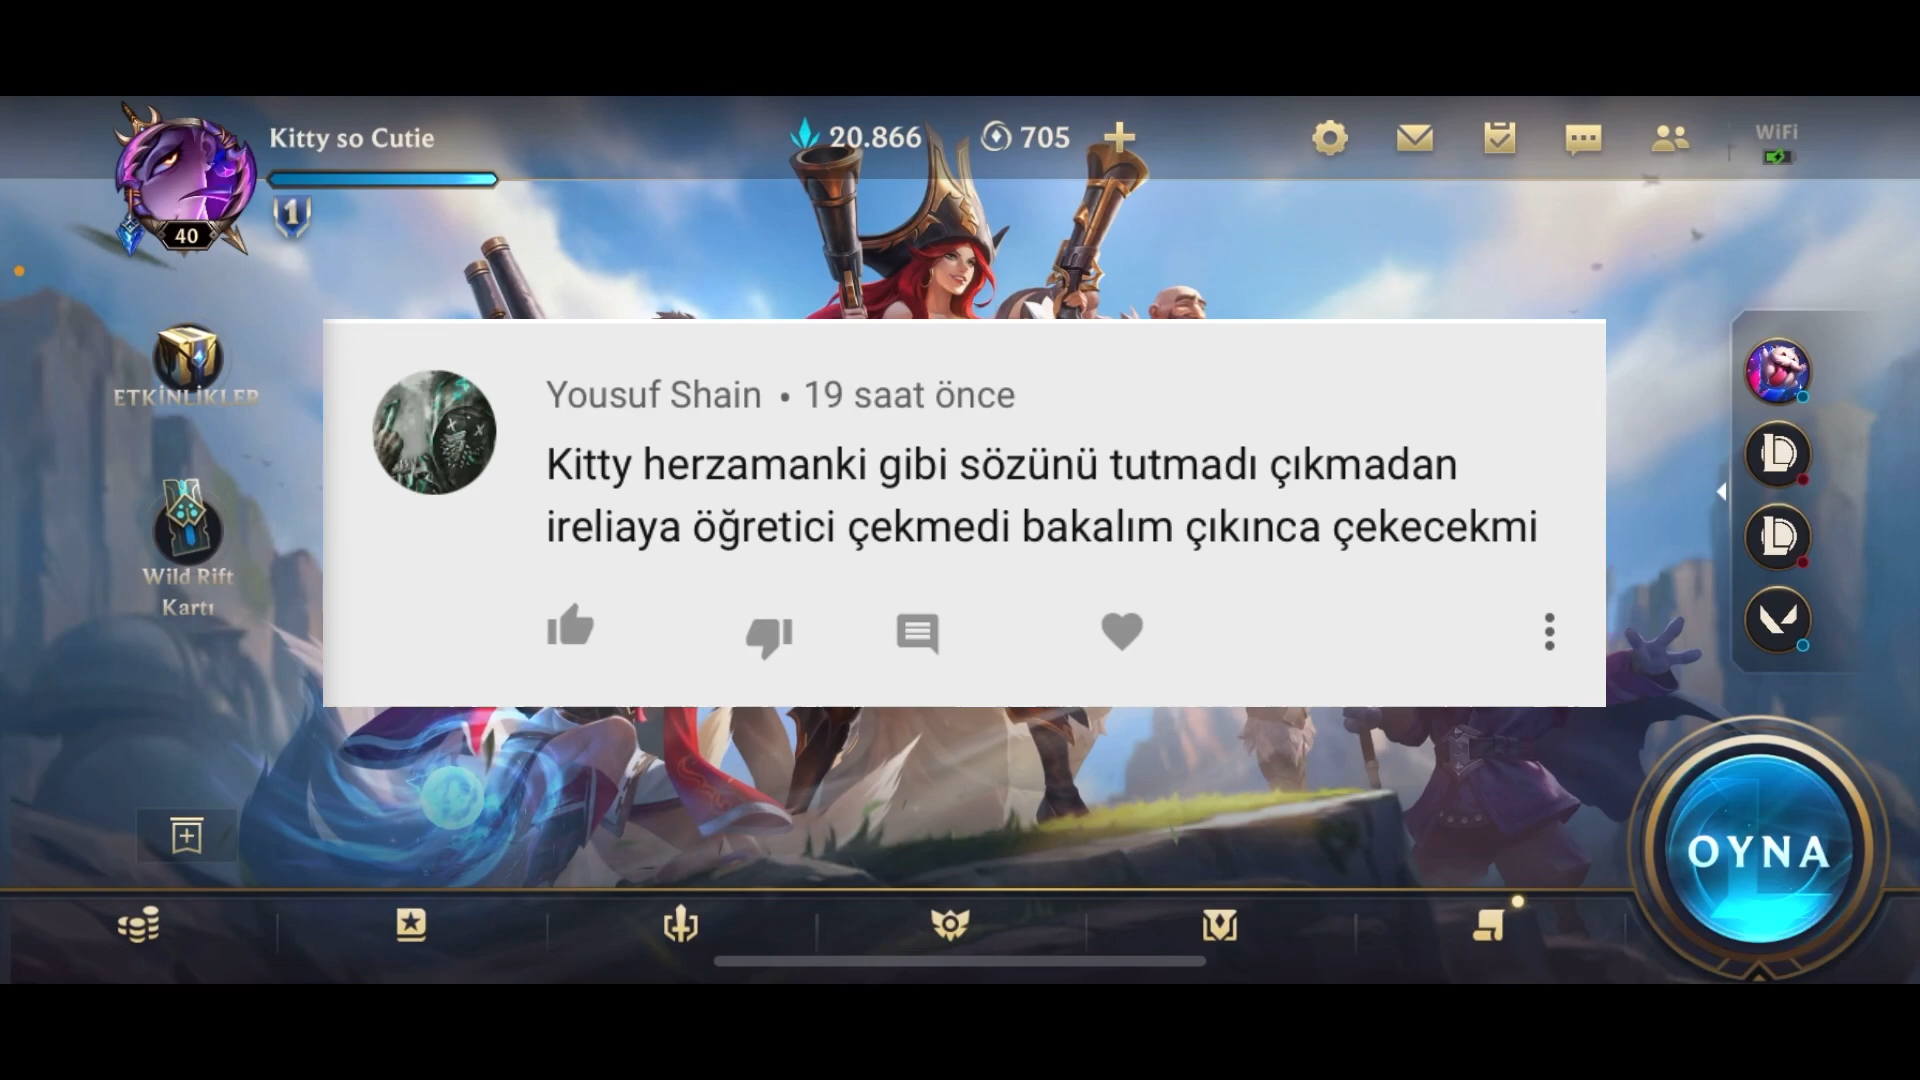 Kitty so Cutie
20.866
705
WiFi
40
1
ETKİNLİKLER
Wild Rift
Kartı
Yousuf Shain • 19 saat önce
Kitty herzamanki gibi sözünü tutmadı çıkmadan
ireliaya öğretici çekmedi bakalım çıkınca çekecekmi
OYNA